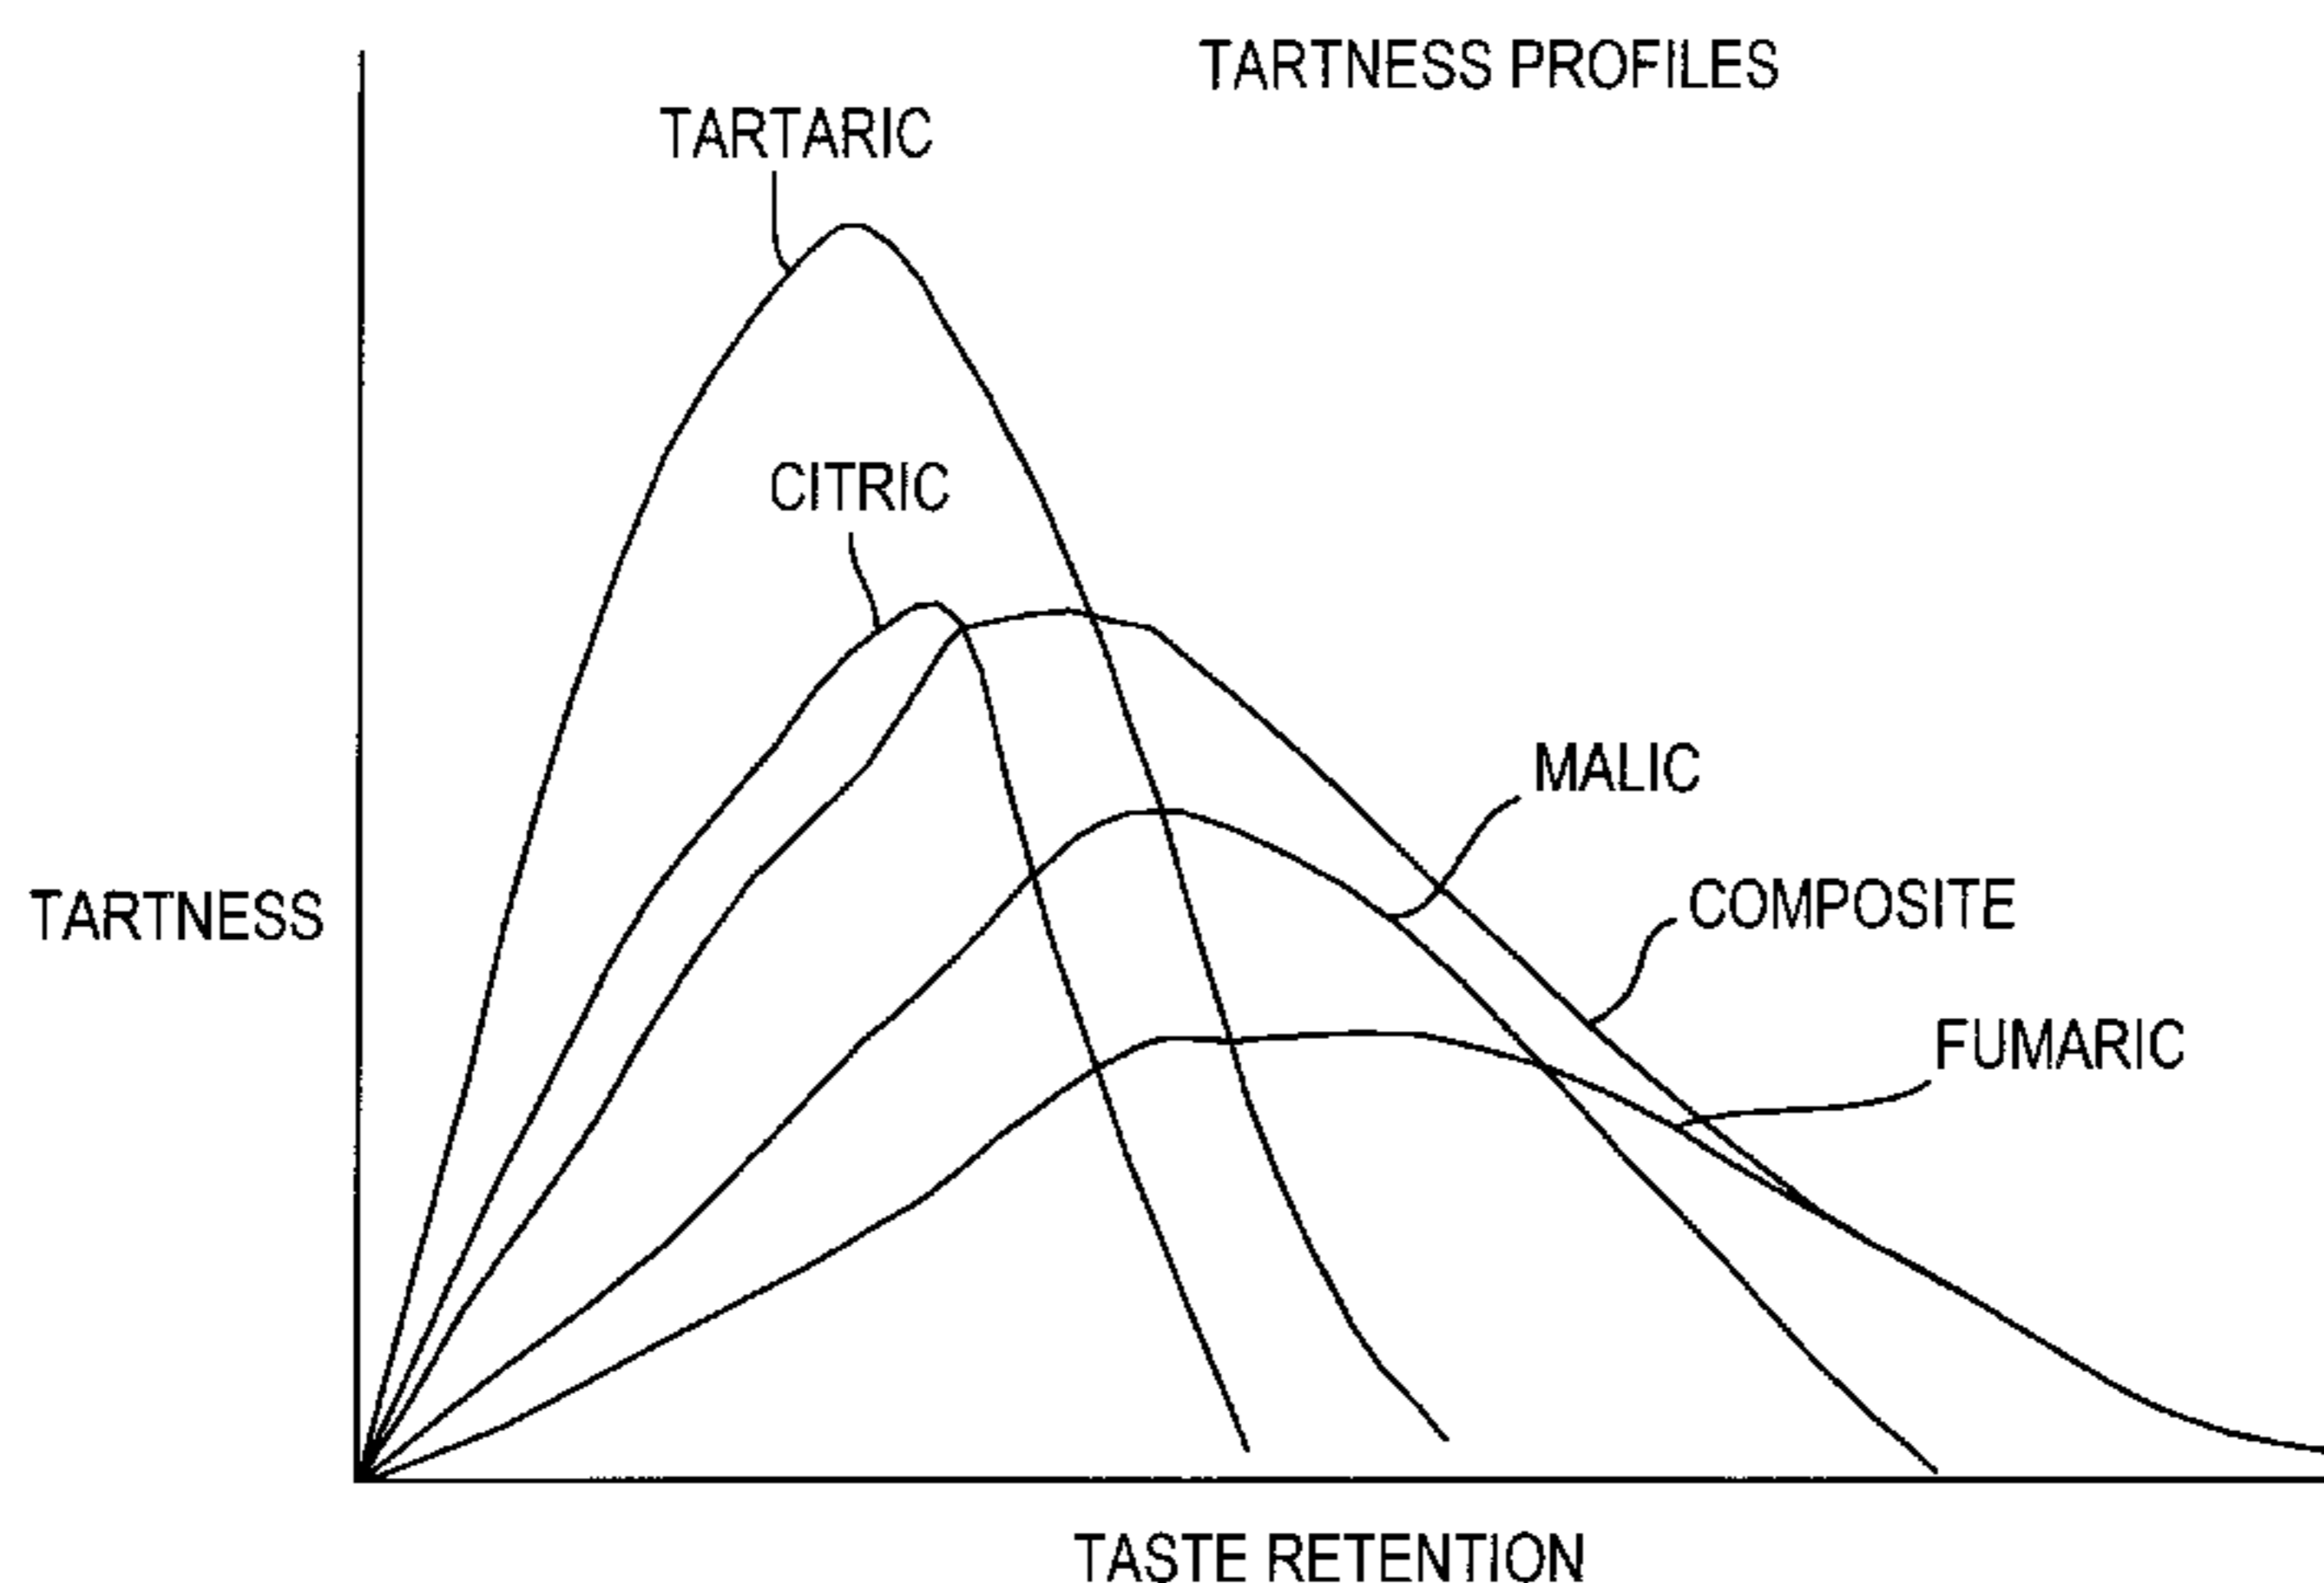 TARTNESS PROFILES
TARTARIC
CITRIC
MALIC
COMPOSITE
TARTNESS
FUMARIC
TASTE RETENTION